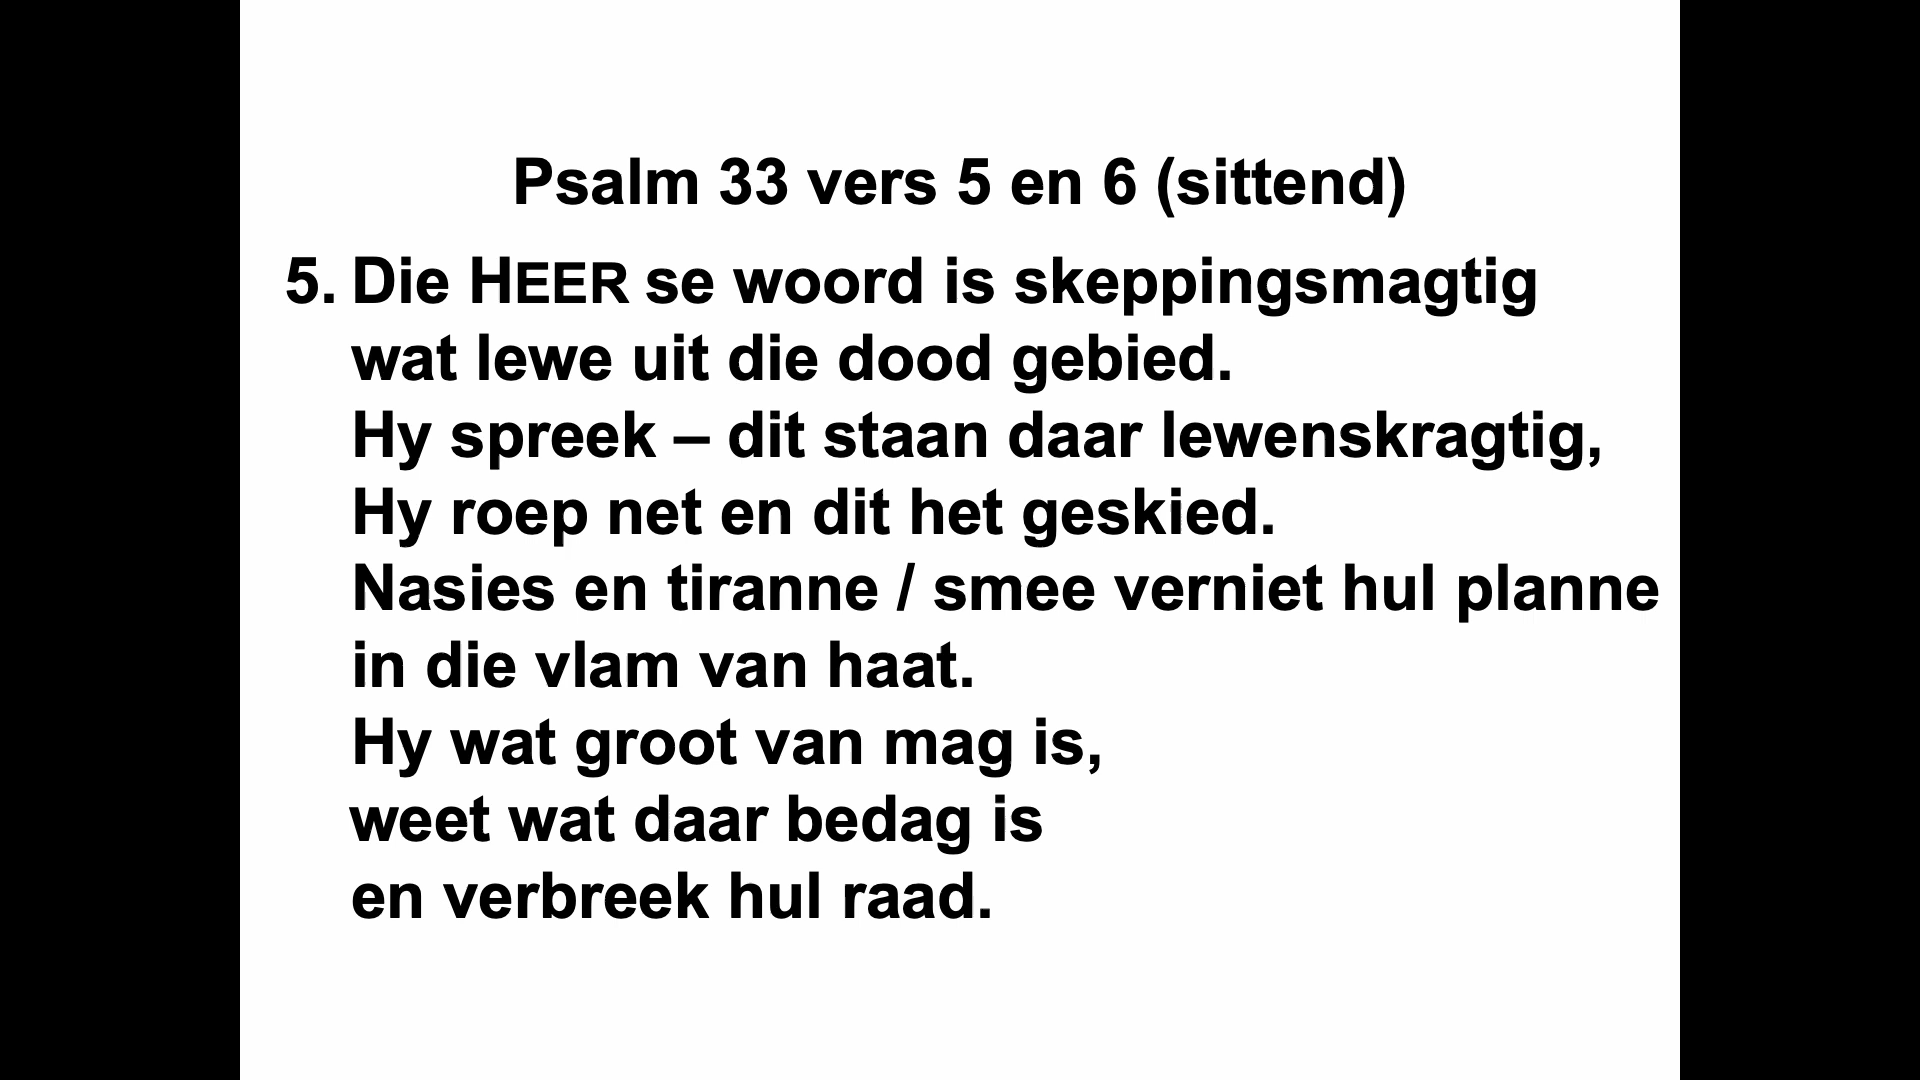 Psalm 33 vers 5 en 6 (sittend)
5. Die HEER se woord is skeppingsmagtig
wat lewe uit die dood gebied.
Hy spreek – dit staan daar lewenskragtig,
Hy roep net en dit het geskied.
Nasies en tiranne / smee verniet hul planne
in die vlam van haat.
Hy wat groot van mag is,
weet wat daar bedag is
en verbreek hul raad.